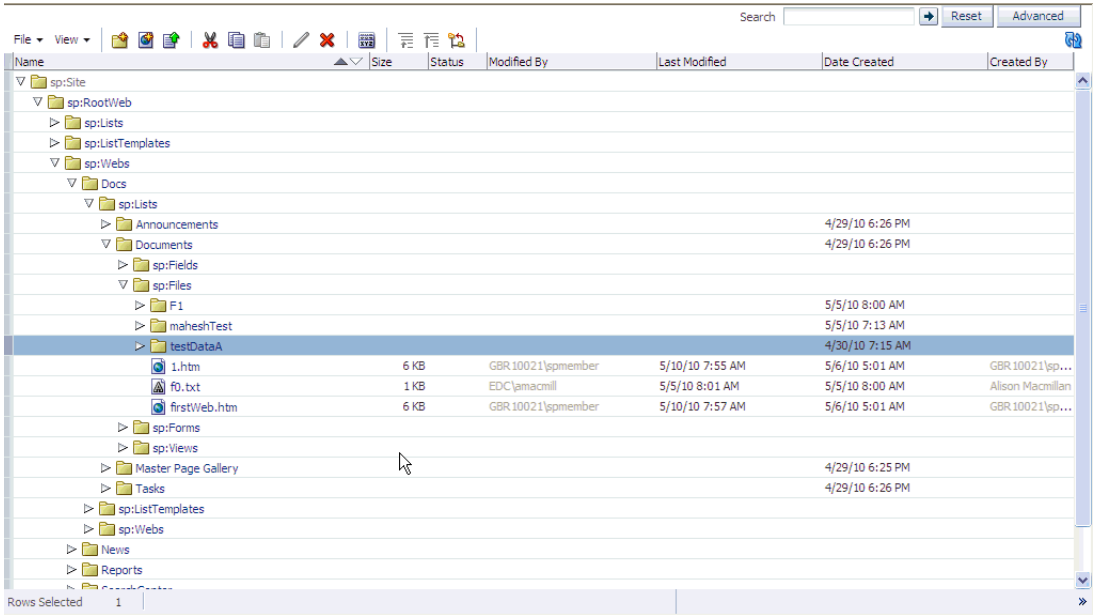 Search Reset Advanced
File View
Name Size Status Modified By Last Modified Date Created Created By
sp:Site
sp:RootWeb
sp:Lists
sp:ListTemplates
sp:Webs
Docs
sp:Lists
Announcements 4/29/10 6:26 PM
Documents 4/29/10 6:26 PM
sp:Fields
sp:Files
F1 5/5/10 8:00 AM
maheshTest 5/5/10 7:13 AM
testDataA 4/30/10 7:15 AM
1.htm 6 KB GBR10021\spmember 5/10/10 7:55 AM 5/6/10 5:01 AM GBR10021\sp...
f0.txt 1 KB EDC\amacmill 5/5/10 8:01 AM 5/5/10 8:00 AM Alison Macmillan
firstWeb.htm 6 KB GBR10021\spmember 5/10/10 7:57 AM 5/6/10 5:01 AM GBR10021\sp...
sp:Forms
sp:Views
Master Page Gallery 4/29/10 6:25 PM
Tasks 4/29/10 6:26 PM
sp:ListTemplates
sp:Webs
News
Reports
Rows Selected 1